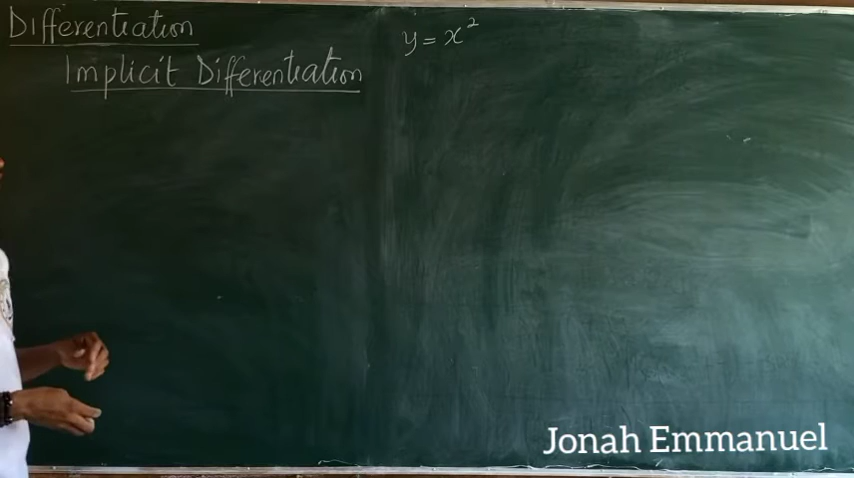 Differentiation
Implicit Differentiation
y = x²
Jonah Emmanuel